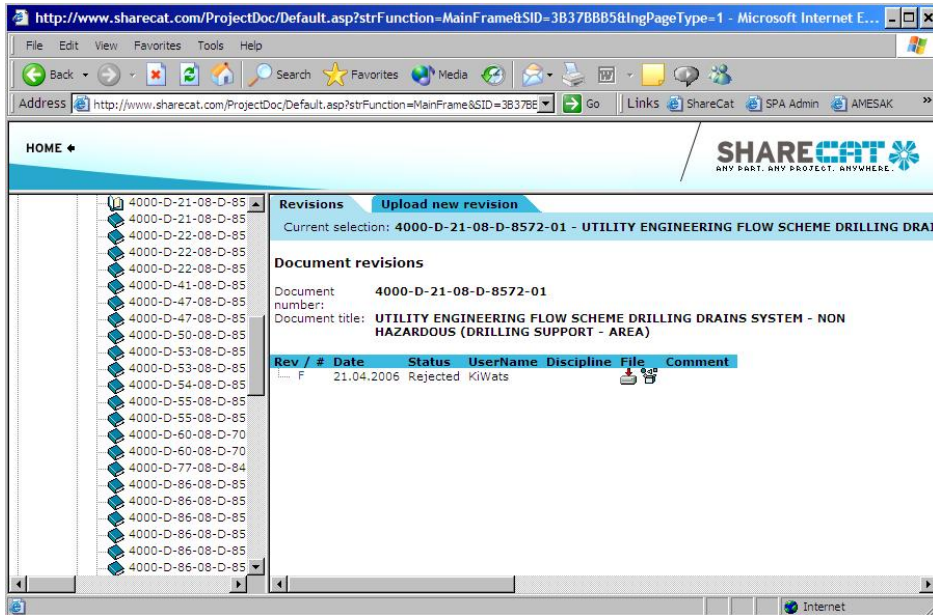 http://www.sharecat.com/ProjectDoc/Default.asp?strFunction=MainFrame&SID=3B37BBB5&lngPageType=1 - Microsoft Internet E...
File Edit View Favorites Tools Help
Back Search Favorites Media
Address http://www.sharecat.com/ProjectDoc/Default.asp?strFunction=MainFrame&SID=3B37BE Go Links ShareCat SPA Admin AMESAK »
HOME
SHARECAT
ANY PART. ANY PROJECT. ANYWHERE.
4000-D-21-08-D-85
4000-D-21-08-D-85
4000-D-22-08-D-85
4000-D-22-08-D-85
4000-D-22-08-D-85
4000-D-41-08-D-85
4000-D-47-08-D-85
4000-D-47-08-D-85
4000-D-50-08-D-85
4000-D-53-08-D-85
4000-D-53-08-D-85
4000-D-54-08-D-85
4000-D-55-08-D-85
4000-D-55-08-D-85
4000-D-60-08-D-70
4000-D-60-08-D-70
4000-D-77-08-D-84
4000-D-86-08-D-85
4000-D-86-08-D-85
4000-D-86-08-D-85
4000-D-86-08-D-85
4000-D-86-08-D-85
4000-D-86-08-D-85
Revisions Upload new revision
Current selection: 4000-D-21-08-D-8572-01 - UTILITY ENGINEERING FLOW SCHEME DRILLING DRAI
Document revisions
Document number: 4000-D-21-08-D-8572-01
Document title: UTILITY ENGINEERING FLOW SCHEME DRILLING DRAINS SYSTEM - NON
HAZARDOUS (DRILLING SUPPORT - AREA)
Rev / # Date Status UserName Discipline File Comment
F 21.04.2006 Rejected KiWats
Internet